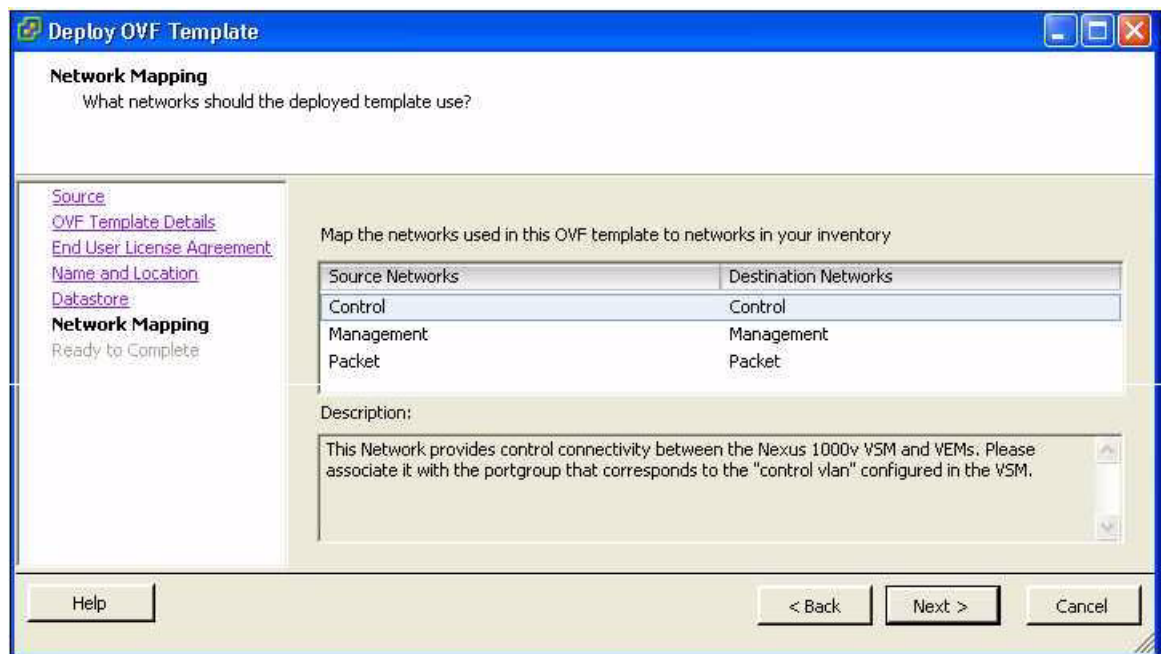 Deploy OVF Template
Network Mapping
What networks should the deployed template use?
Source
OVF Template Details
End User License Agreement
Name and Location
Datastore
Network Mapping
Ready to Complete
Map the networks used in this OVF template to networks in your inventory
Source Networks Destination Networks
Control Control
Management Management
Packet Packet
Description:
This Network provides control connectivity between the Nexus 1000v VSM and VEMs. Please
associate it with the portgroup that corresponds to the "control vlan" configured in the VSM.
Help < Back Next > Cancel